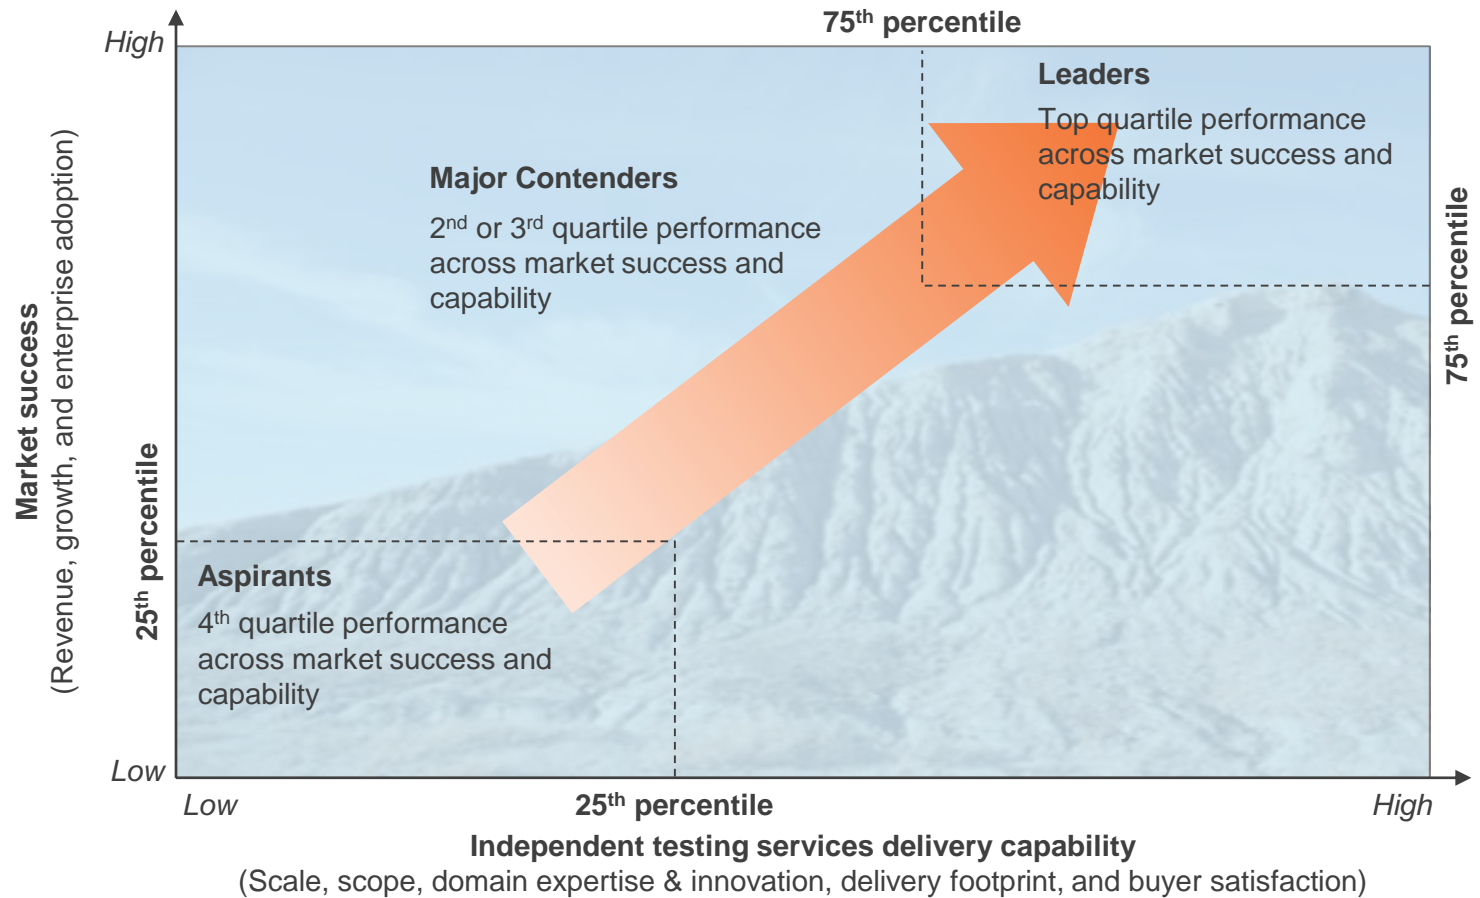 75th percentile
High
Leaders
Top quartile performance
across market success and
capability
Major Contenders
2nd or 3rd quartile performance
across market success and
capability
75th percentile
Market success
(Revenue, growth, and enterprise adoption)
25th percentile
Aspirants
4th quartile performance
across market success and
capability
Low
Low
25th percentile
High
Independent testing services delivery capability
(Scale, scope, domain expertise & innovation, delivery footprint, and buyer satisfaction)